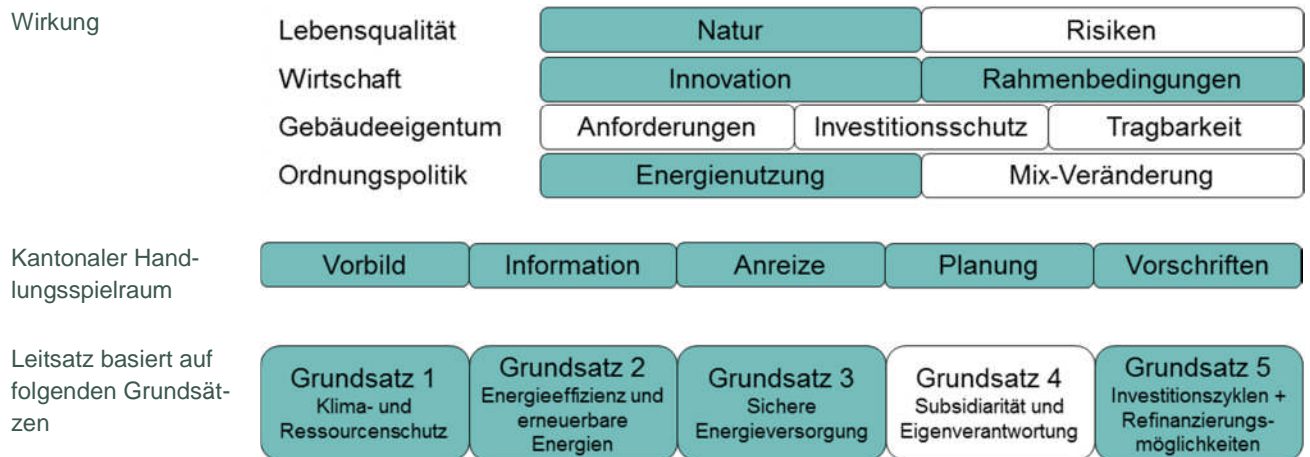 Wirkung
Lebensqualität Natur Risiken
Wirtschaft Innovation Rahmenbedingungen
Gebäudeeigentum Anforderungen Investitionsschutz Tragbarkeit
Ordnungspolitik Energienutzung Mix-Veränderung
Kantonaler Hand-
lungsspielraum
Vorbild Information Anreize Planung Vorschriften
Leitsatz basiert auf
folgenden Grundsät-
zen
Grundsatz 1
Klima- und
Ressourcenschutz
Grundsatz 2
Energieeffizienz und
erneuerbare
Energien
Grundsatz 3
Sichere
Energieversorgung
Grundsatz 4
Subsidiarität und
Eigenverantwortung
Grundsatz 5
Investitionszyklen +
Refinanzierungs-
möglichkeiten